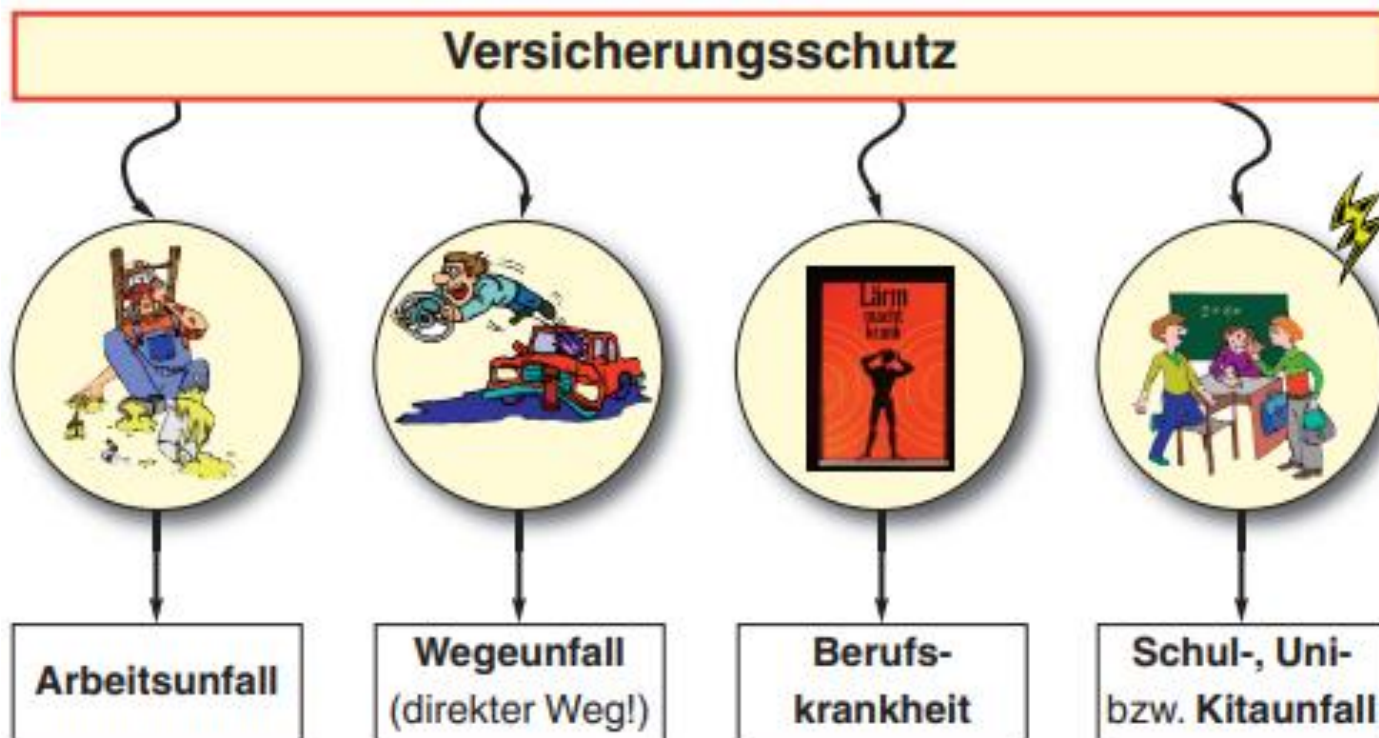 Versicherungsschutz
Lärm
macht
krank
Arbeitsunfall
Wegeunfall
(direkter Weg!)
Berufs-
krankheit
Schul-, Uni-
bzw. Kitaunfall